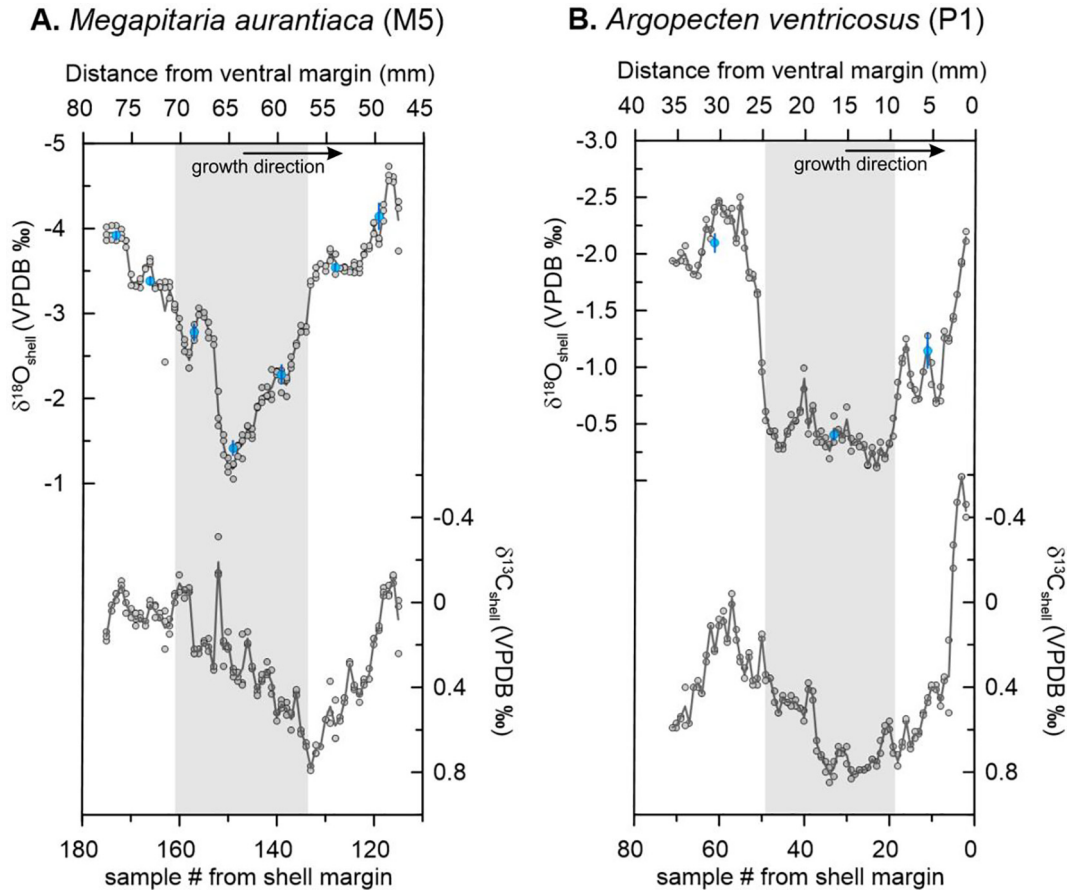 A. Megapitaria aurantiaca (M5)
Distance from ventral margin (mm)
80 75 70 65 60 55 50 45
growth direction
-5
-4
-3
-2
-1
δ18Oshell (VPDB ‰)
-0.4
0
0.4
0.8
δ13Cshell (VPDB ‰)
180 160 140 120
sample # from shell margin
B. Argopecten ventricosus (P1)
Distance from ventral margin (mm)
40 35 30 25 20 15 10 5 0
growth direction
-3.0
-2.5
-2.0
-1.5
-1.0
-0.5
δ18Oshell (VPDB ‰)
-0.4
0
0.4
0.8
δ13Cshell (VPDB ‰)
80 60 40 20 0
sample # from shell margin